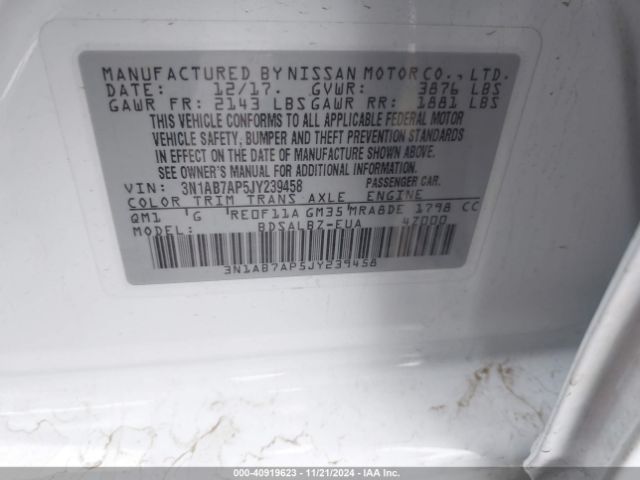 MANUFACTURED BY NISSAN MOTOR CO., LTD.
DATE: 12/17. GVWR: 3876 LBS
GAWR FR: 2143 LBS GAWR RR: 1881 LBS
THIS VEHICLE CONFORMS TO ALL APPLICABLE FEDERAL MOTOR
VEHICLE SAFETY, BUMPER AND THEFT PREVENTION STANDARDS
IN EFFECT ON THE DATE OF MANUFACTURE SHOWN ABOVE.
SEE OWNER'S MANUAL FOR ADDITIONAL INFORMATION.
VIN: 3N1AB7AP5JY239458 PASSENGER CAR.
COLOR TRIM TRANS AXLE ENGINE
QM1 G RE0F11A GM35 MRA8DE 1798 CC
MODEL: BDSALBZ-EUA 47000
3N1AB7AP5JY239458
000-40919623 - 11/21/2024 - IAA Inc.